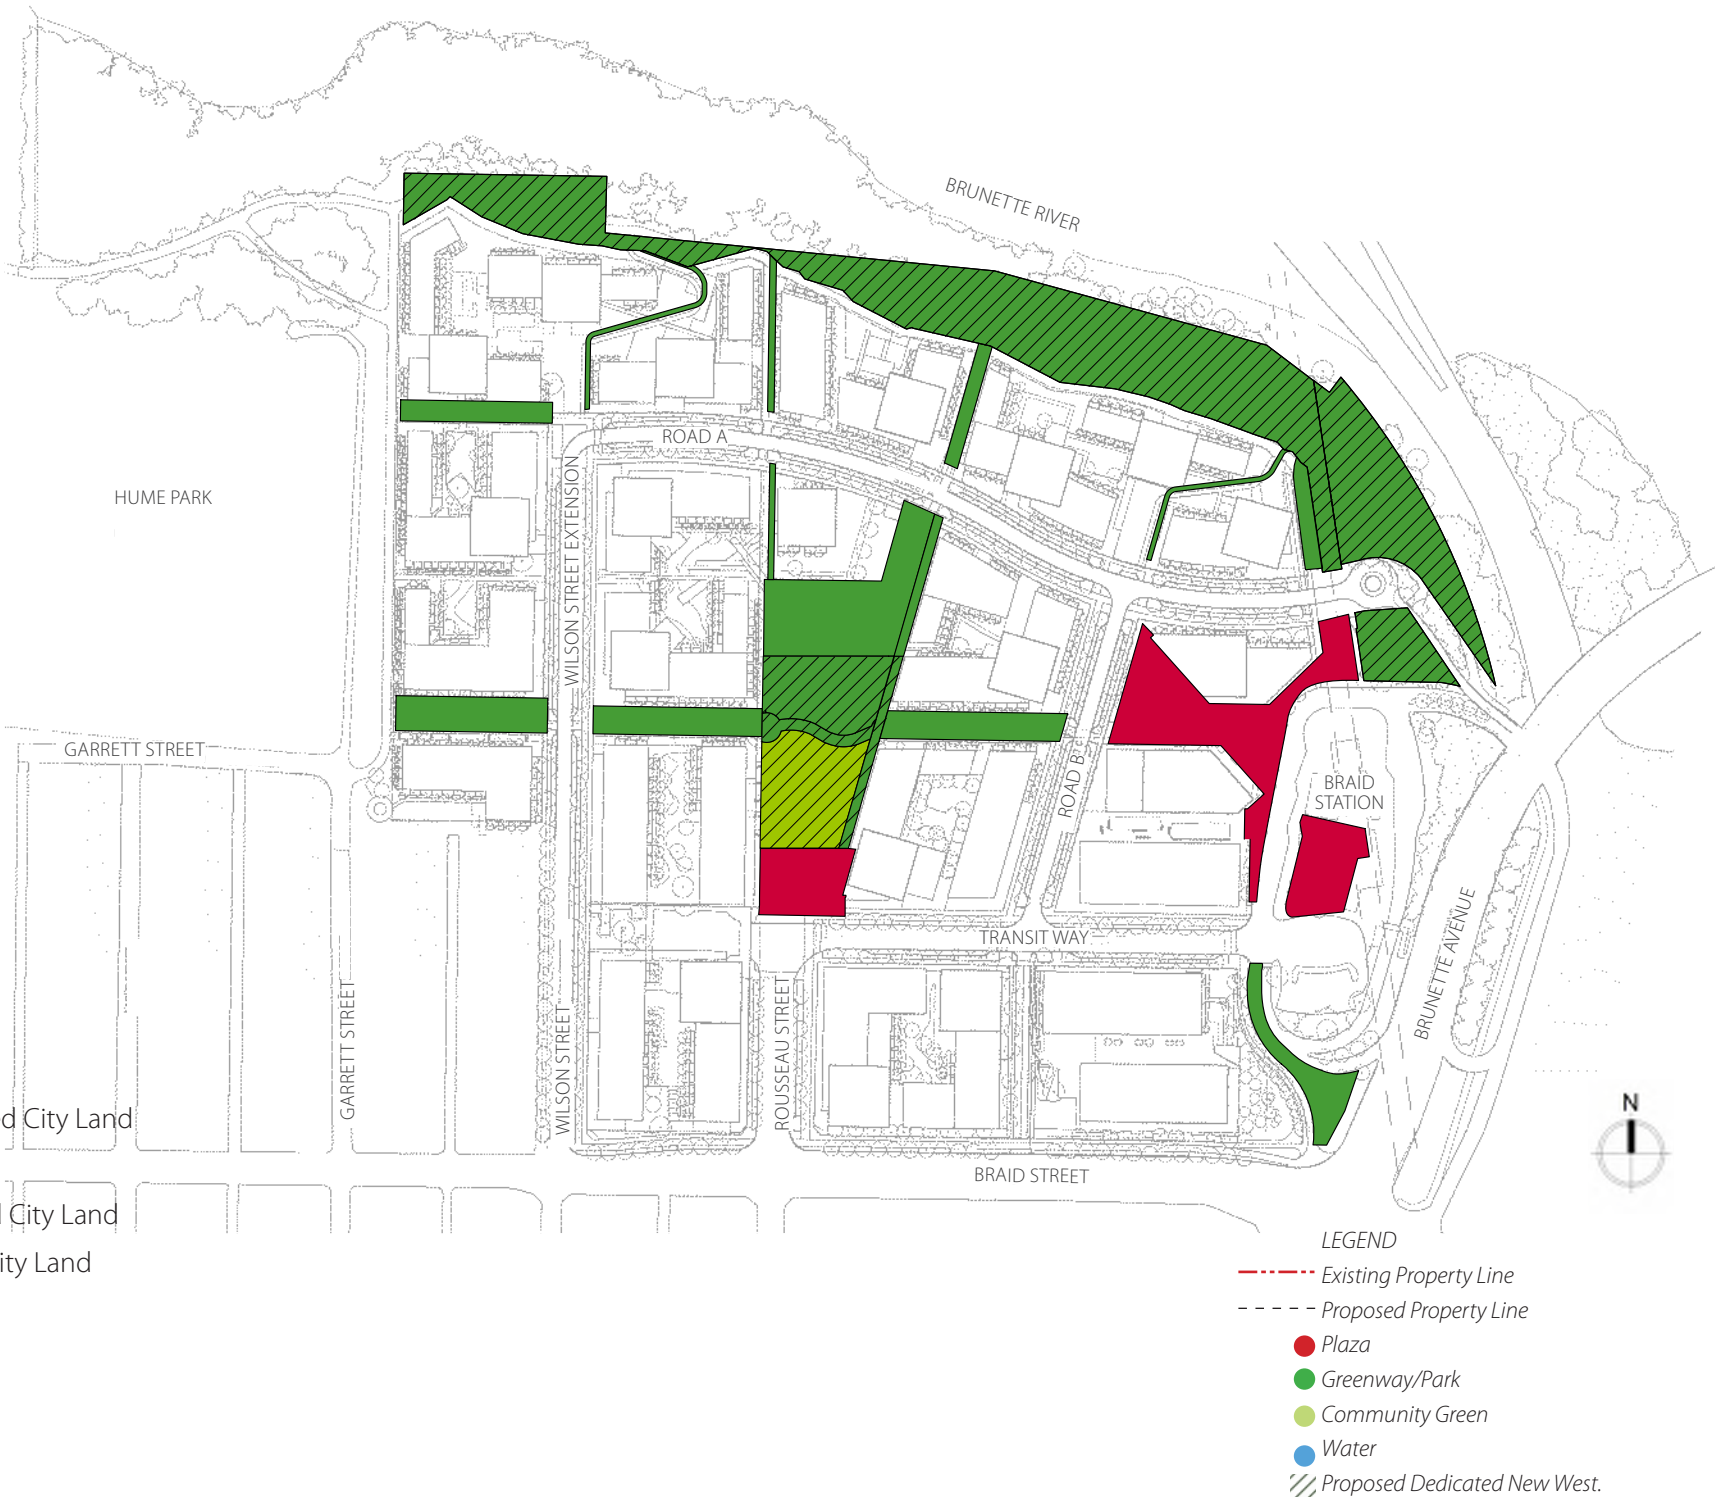 BRUNETTE RIVER
ROAD A
WILSON STREET EXTENSION
HUME PARK
GARRETT STREET
ROAD B
BRAID
STATION
BRUNETTE AVENUE
TRANSIT WAY
GARRETT STREET
WILSON STREET
ROUSSEAU STREET
BRAID STREET
d City Land
City Land
ity Land
N
LEGEND
Existing Property Line
Proposed Property Line
Plaza
Greenway/Park
Community Green
Water
Proposed Dedicated New West.